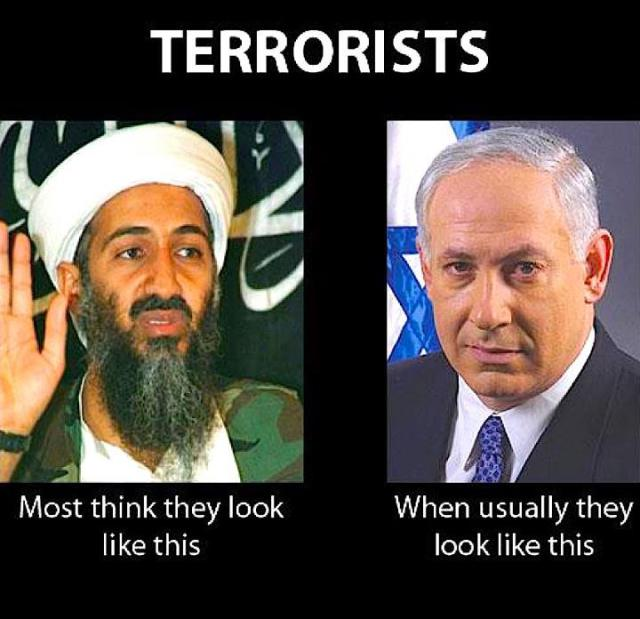 TERRORISTS
Most think they look
like this
When usually they
look like this